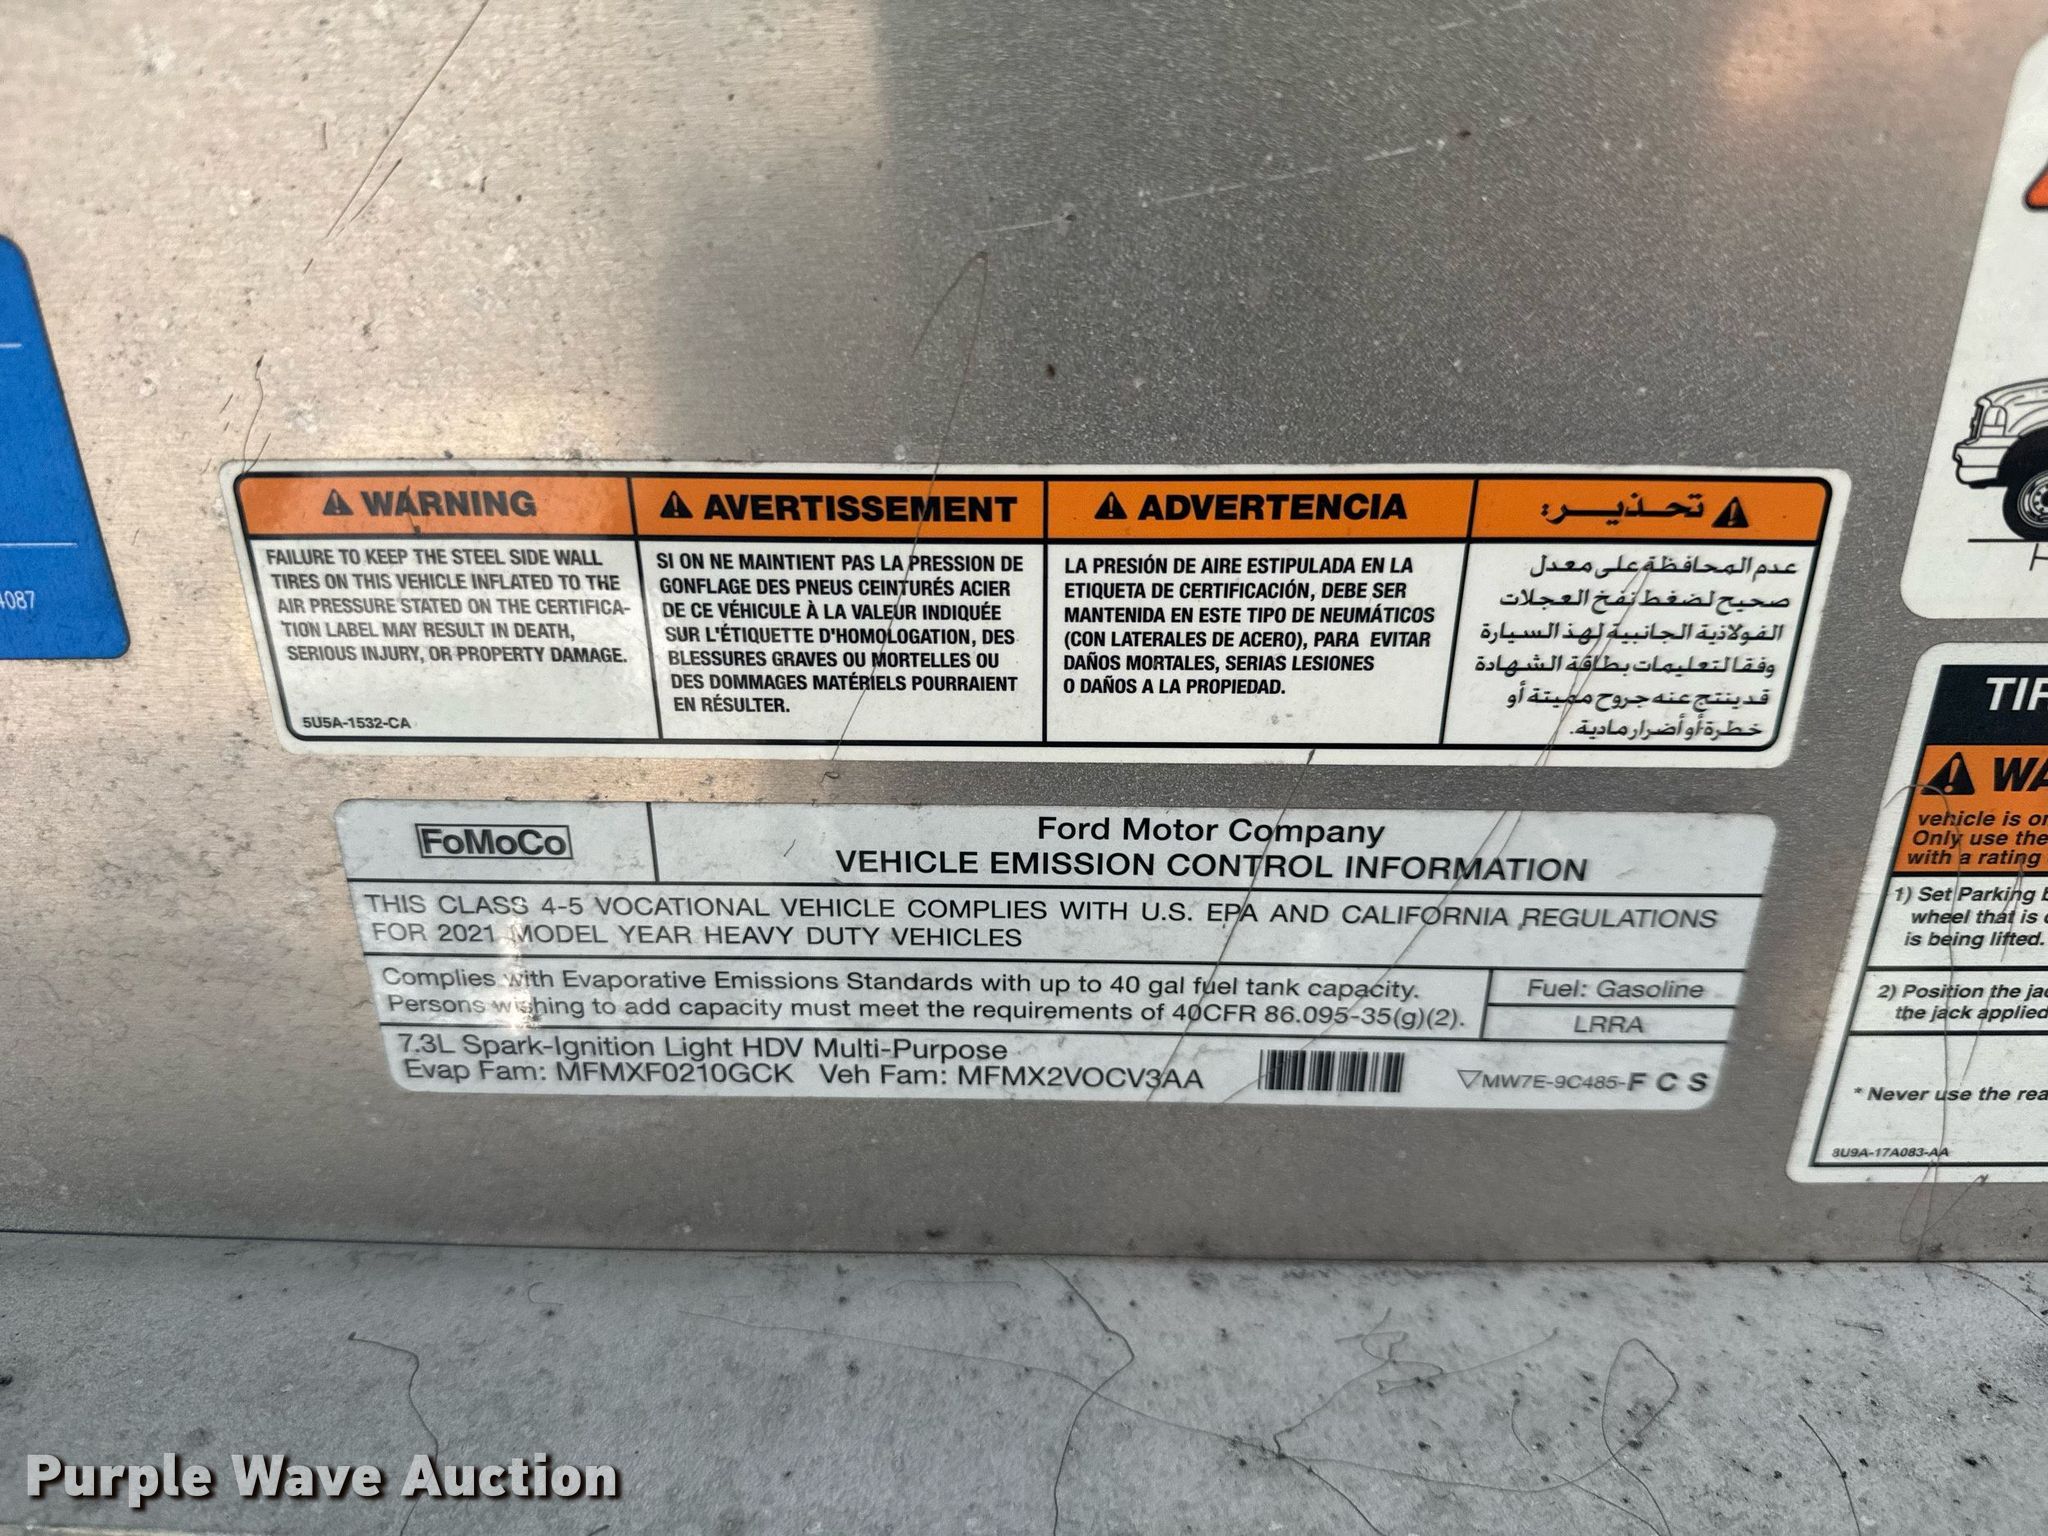 4087
WARNING
FAILURE TO KEEP THE STEEL SIDE WALL
TIRES ON THIS VEHICLE INFLATED TO THE
AIR PRESSURE STATED ON THE CERTIFICA-
TION LABEL MAY RESULT IN DEATH,
SERIOUS INJURY, OR PROPERTY DAMAGE.
5U5A-1532-CA
AVERTISSEMENT
SI ON NE MAINTIENT PAS LA PRESSION DE
GONFLAGE DES PNEUS CEINTURÉS ACIER
DE CE VÉHICULE À LA VALEUR INDIQUÉE
SUR L'ÉTIQUETTE D'HOMOLOGATION, DES
BLESSURES GRAVES OU MORTELLES OU
DES DOMMAGES MATÉRIELS POURRAIENT
EN RÉSULTER.
ADVERTENCIA
LA PRESIÓN DE AIRE ESTIPULADA EN LA
ETIQUETA DE CERTIFICACIÓN, DEBE SER
MANTENIDA EN ESTE TIPO DE NEUMÁTICOS
(CON LATERALES DE ACERO), PARA EVITAR
DAÑOS MORTALES, SERIAS LESIONES
O DAÑOS A LA PROPIEDAD.
تحذير:
عدم المحافظة على معدل
صحيح لضغط نفخ العجلات
الفولاذية الجانبية لهذ السيارة
وفقا لتعليمات بطاقة الشهادة
قد ينتج عنه جروح مميتة أو
خطرة أو أضرار مادية.
FoMoCo
Ford Motor Company
VEHICLE EMISSION CONTROL INFORMATION
THIS CLASS 4-5 VOCATIONAL VEHICLE COMPLIES WITH U.S. EPA AND CALIFORNIA REGULATIONS
FOR 2021 MODEL YEAR HEAVY DUTY VEHICLES
Complies with Evaporative Emissions Standards with up to 40 gal fuel tank capacity.
Persons wishing to add capacity must meet the requirements of 40CFR 86.095-35(g)(2).
Fuel: Gasoline
LRRA
7.3L Spark-Ignition Light HDV Multi-Purpose
Evap Fam: MFMXF0210GCK Veh Fam: MFMX2VOCV3AA
MW7E-9C485-F C S
TIR
WA
vehicle is on
Only use the
with a rating
1) Set Parking b
wheel that is
is being lifted.
2) Position the jac
the jack applied
* Never use the rea
8U9A-17A083-AA
Purple Wave Auction